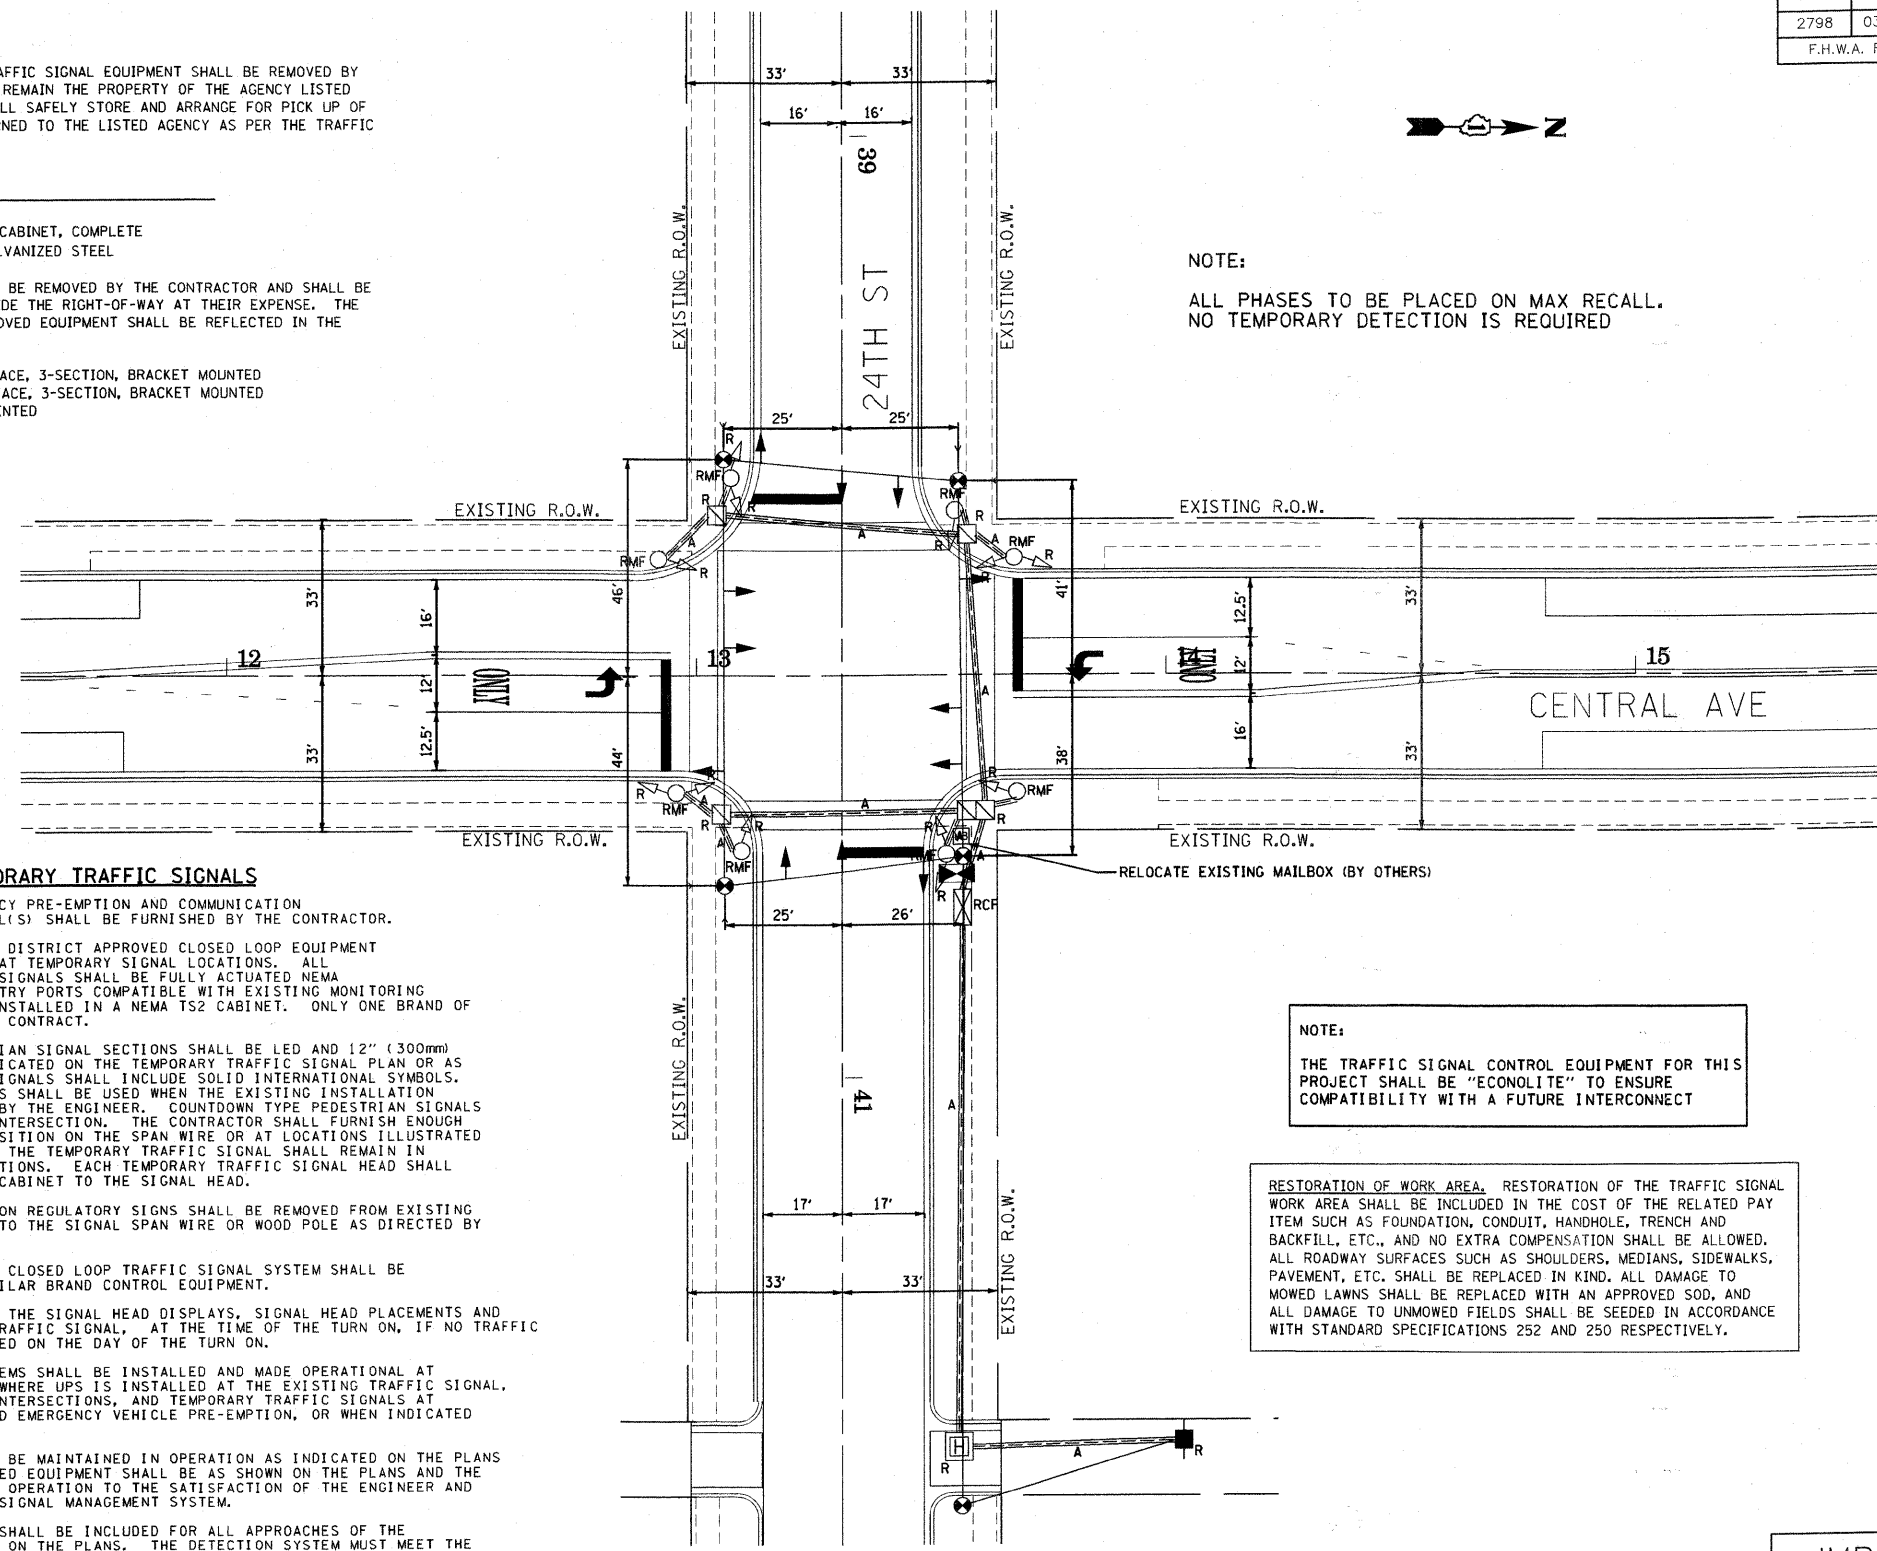 2798
F.H.W.A.
AFFIC SIGNAL EQUIPMENT SHALL BE REMOVED BY
REMAIN THE PROPERTY OF THE AGENCY LISTED
LL SAFELY STORE AND ARRANGE FOR PICK UP OF
NED TO THE LISTED AGENCY AS PER THE TRAFFIC
CABINET, COMPLETE
LVANIZED STEEL
BE REMOVED BY THE CONTRACTOR AND SHALL BE
DE THE RIGHT-OF-WAY AT THEIR EXPENSE. THE
OVED EQUIPMENT SHALL BE REFLECTED IN THE
ACE, 3-SECTION, BRACKET MOUNTED
ACE, 3-SECTION, BRACKET MOUNTED
NTED
33' 33'
16' 16'
39
N
EXISTING R.O.W.
EXISTING R.O.W.
24TH ST
NOTE:
ALL PHASES TO BE PLACED ON MAX RECALL.
NO TEMPORARY DETECTION IS REQUIRED
25' 25'
R
RMF
RMF
R R R
EXISTING R.O.W.
EXISTING R.O.W.
A A A
R
RMF
RMF
R
R R
33' 16' 46' 41' 12.5' 33'
12 13 14 15
ONLY
ONLY
12' 12'
A
CENTRAL AVE
33' 12.5' 44' 38' 16' 33'
R R
R RMF A A RMF
R R R R
A RMF RMF A
EXISTING R.O.W.
EXISTING R.O.W.
RELOCATE EXISTING MAILBOX (BY OTHERS)
R
RCF
25' 26'
ORARY TRAFFIC SIGNALS
CY PRE-EMPTION AND COMMUNICATION
L(S) SHALL BE FURNISHED BY THE CONTRACTOR.
DISTRICT APPROVED CLOSED LOOP EQUIPMENT
AT TEMPORARY SIGNAL LOCATIONS. ALL
SIGNALS SHALL BE FULLY ACTUATED NEMA
TRY PORTS COMPATIBLE WITH EXISTING MONITORING
NSTALLED IN A NEMA TS2 CABINET. ONLY ONE BRAND OF
CONTRACT.
IAN SIGNAL SECTIONS SHALL BE LED AND 12" (300mm)
ICATED ON THE TEMPORARY TRAFFIC SIGNAL PLAN OR AS
IGNALS SHALL INCLUDE SOLID INTERNATIONAL SYMBOLS.
S SHALL BE USED WHEN THE EXISTING INSTALLATION
BY THE ENGINEER. COUNTDOWN TYPE PEDESTRIAN SIGNALS
NTERSECTION. THE CONTRACTOR SHALL FURNISH ENOUGH
SITION ON THE SPAN WIRE OR AT LOCATIONS ILLUSTRATED
THE TEMPORARY TRAFFIC SIGNAL SHALL REMAIN IN
TIONS. EACH TEMPORARY TRAFFIC SIGNAL HEAD SHALL
CABINET TO THE SIGNAL HEAD.
ON REGULATORY SIGNS SHALL BE REMOVED FROM EXISTING
TO THE SIGNAL SPAN WIRE OR WOOD POLE AS DIRECTED BY
CLOSED LOOP TRAFFIC SIGNAL SYSTEM SHALL BE
ILAR BRAND CONTROL EQUIPMENT.
THE SIGNAL HEAD DISPLAYS, SIGNAL HEAD PLACEMENTS AND
RAFFIC SIGNAL, AT THE TIME OF THE TURN ON, IF NO TRAFFIC
ED ON THE DAY OF THE TURN ON.
EMS SHALL BE INSTALLED AND MADE OPERATIONAL AT
WHERE UPS IS INSTALLED AT THE EXISTING TRAFFIC SIGNAL,
NTERSECTIONS, AND TEMPORARY TRAFFIC SIGNALS AT
D EMERGENCY VEHICLE PRE-EMPTION, OR WHEN INDICATED
BE MAINTAINED IN OPERATION AS INDICATED ON THE PLANS
ED EQUIPMENT SHALL BE AS SHOWN ON THE PLANS AND THE
OPERATION TO THE SATISFACTION OF THE ENGINEER AND
SIGNAL MANAGEMENT SYSTEM.
SHALL BE INCLUDED FOR ALL APPROACHES OF THE
ON THE PLANS. THE DETECTION SYSTEM MUST MEET THE
EXISTING R.O.W.
41
A
17' 17'
EXISTING R.O.W.
33' 33'
NOTE:
THE TRAFFIC SIGNAL CONTROL EQUIPMENT FOR THIS
PROJECT SHALL BE "ECONOLITE" TO ENSURE
COMPATIBILITY WITH A FUTURE INTERCONNECT
RESTORATION OF WORK AREA. RESTORATION OF THE TRAFFIC SIGNAL
WORK AREA SHALL BE INCLUDED IN THE COST OF THE RELATED PAY
ITEM SUCH AS FOUNDATION, CONDUIT, HANDHOLE, TRENCH AND
BACKFILL, ETC., AND NO EXTRA COMPENSATION SHALL BE ALLOWED.
ALL ROADWAY SURFACES SUCH AS SHOULDERS, MEDIANS, SIDEWALKS,
PAVEMENT, ETC. SHALL BE REPLACED IN KIND. ALL DAMAGE TO
MOWED LAWNS SHALL BE REPLACED WITH AN APPROVED SOD, AND
ALL DAMAGE TO UNMOWED FIELDS SHALL BE SEEDED IN ACCORDANCE
WITH STANDARD SPECIFICATIONS 252 AND 250 RESPECTIVELY.
H
R
A
R